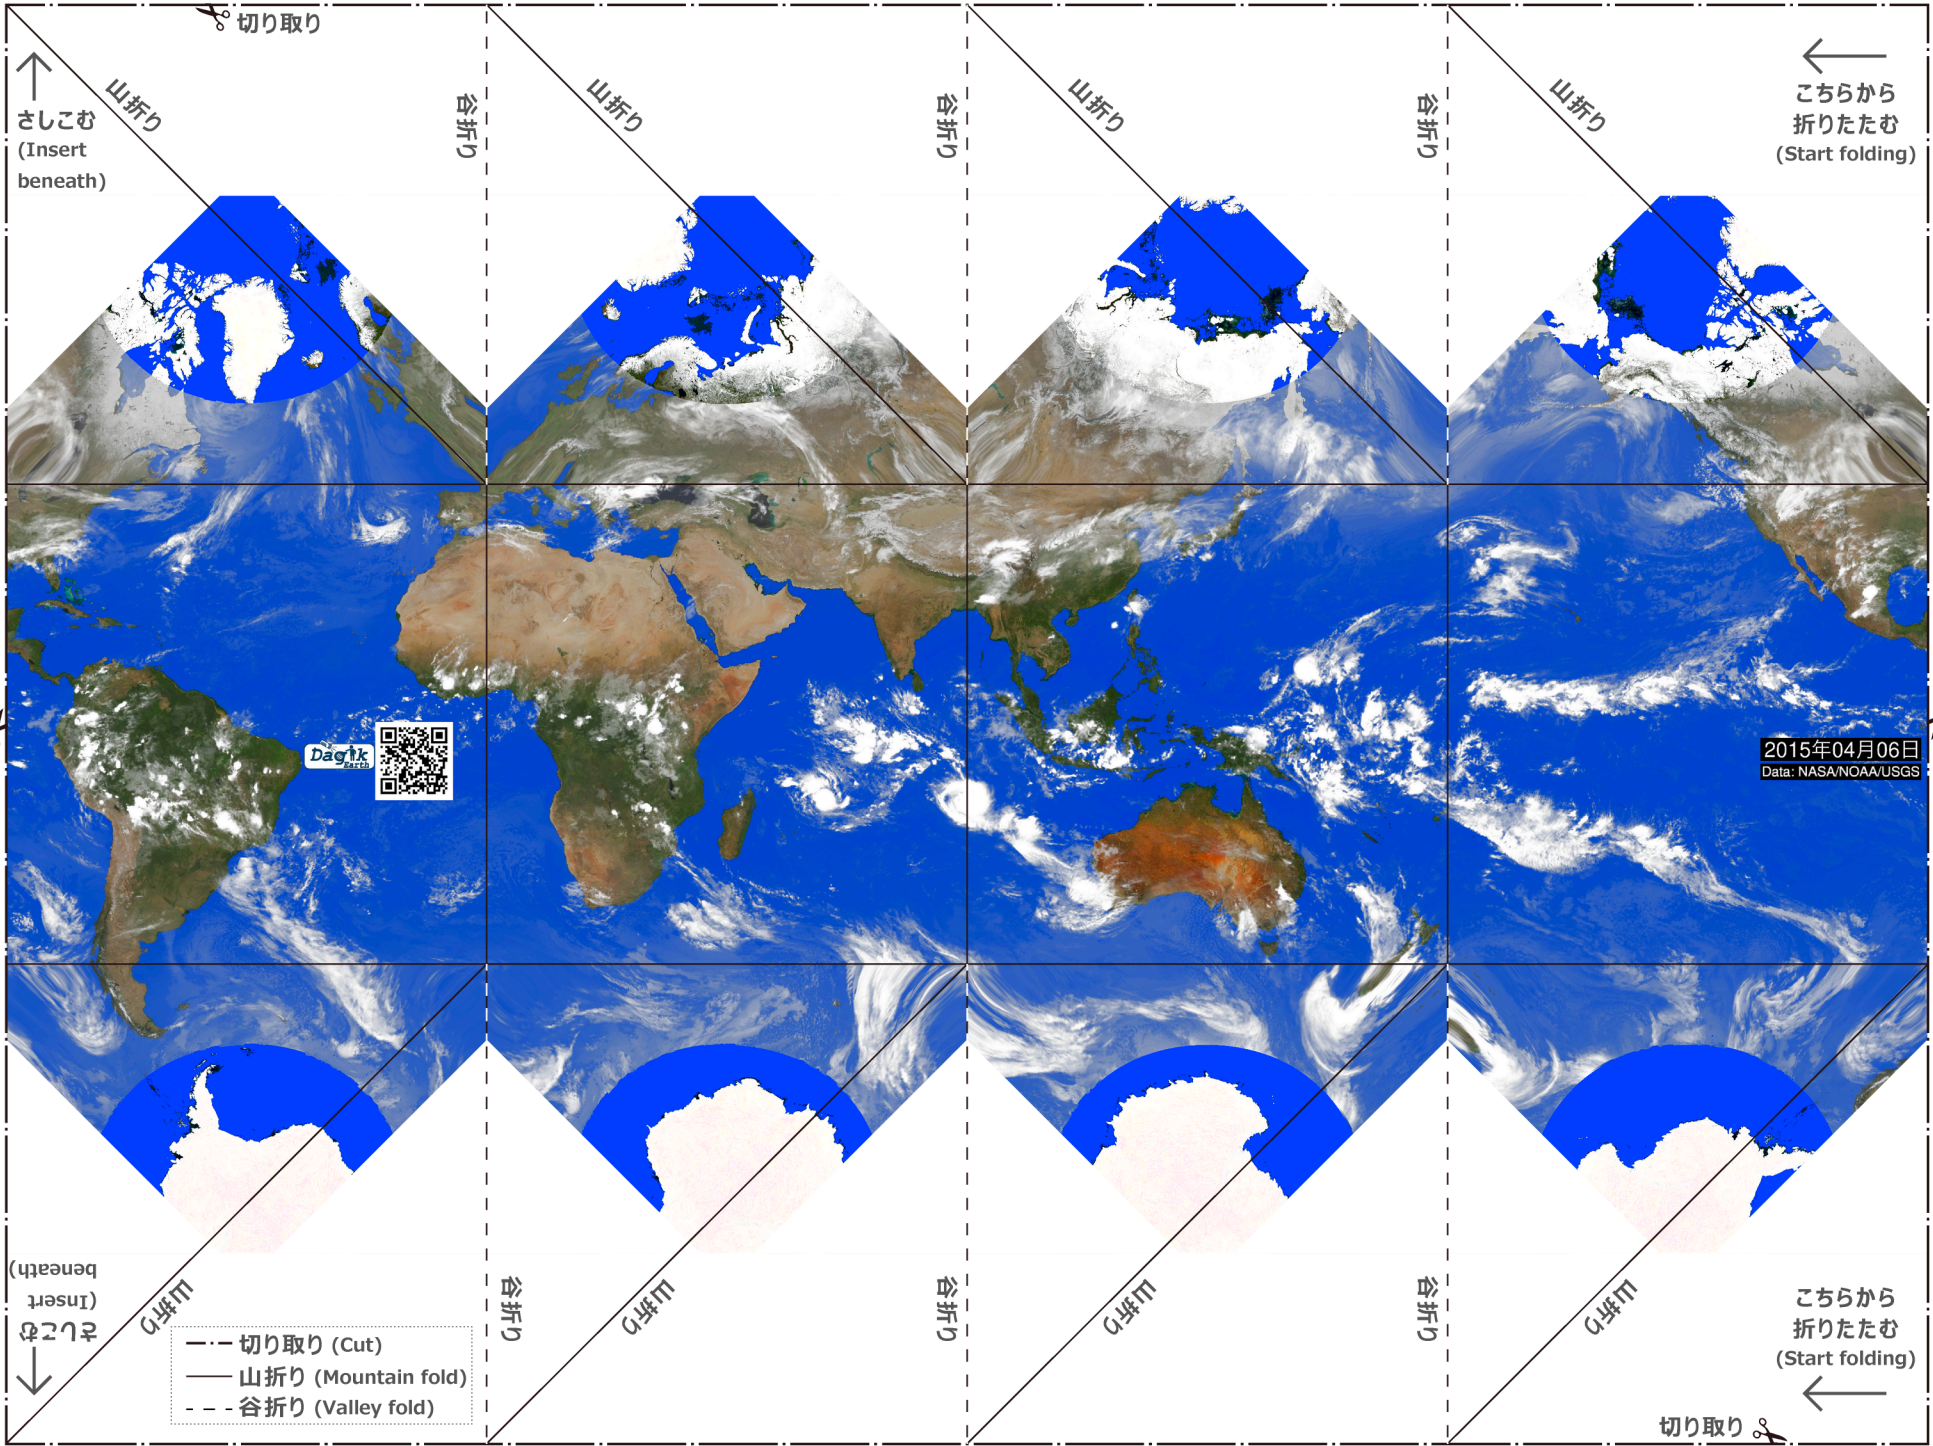 切り取り
山折り
谷折り
山折り
谷折り
山折り
谷折り
山折り
さしこむ
(Insert
beneath)
こちらから
折りたたむ
(Start folding)
Dagik
Earth
2015年04月06日
Data: NASA/NOAA/USGS
さしこむ
(Insert
beneath)
山折り
谷折り
山折り
谷折り
山折り
谷折り
山折り
こちらから
折りたたむ
(Start folding)
切り取り (Cut)
山折り (Mountain fold)
谷折り (Valley fold)
切り取り